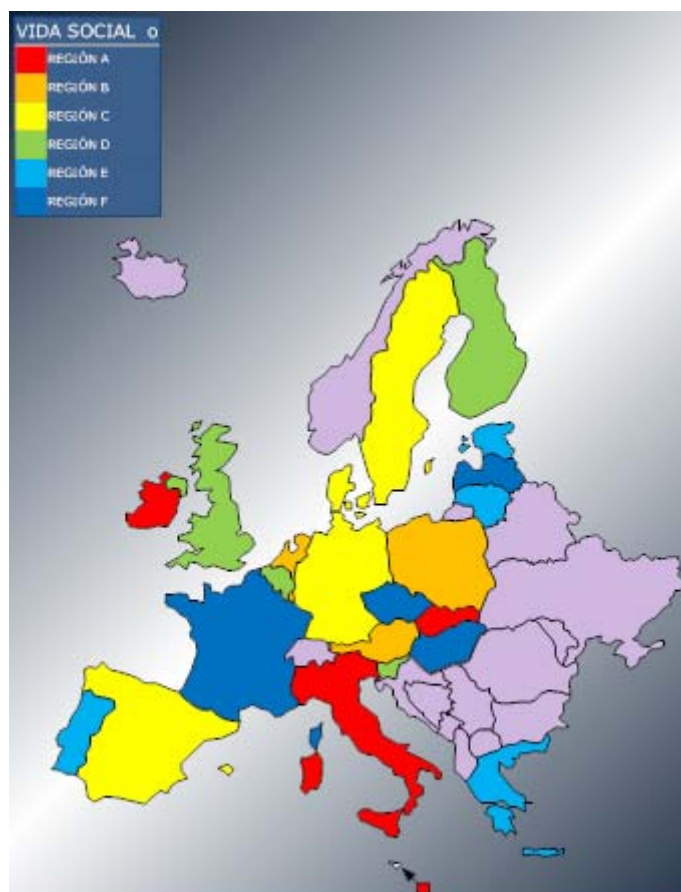 VIDA SOCIAL o
REGIÓN A
REGIÓN B
REGIÓN C
REGIÓN D
REGIÓN E
REGIÓN F